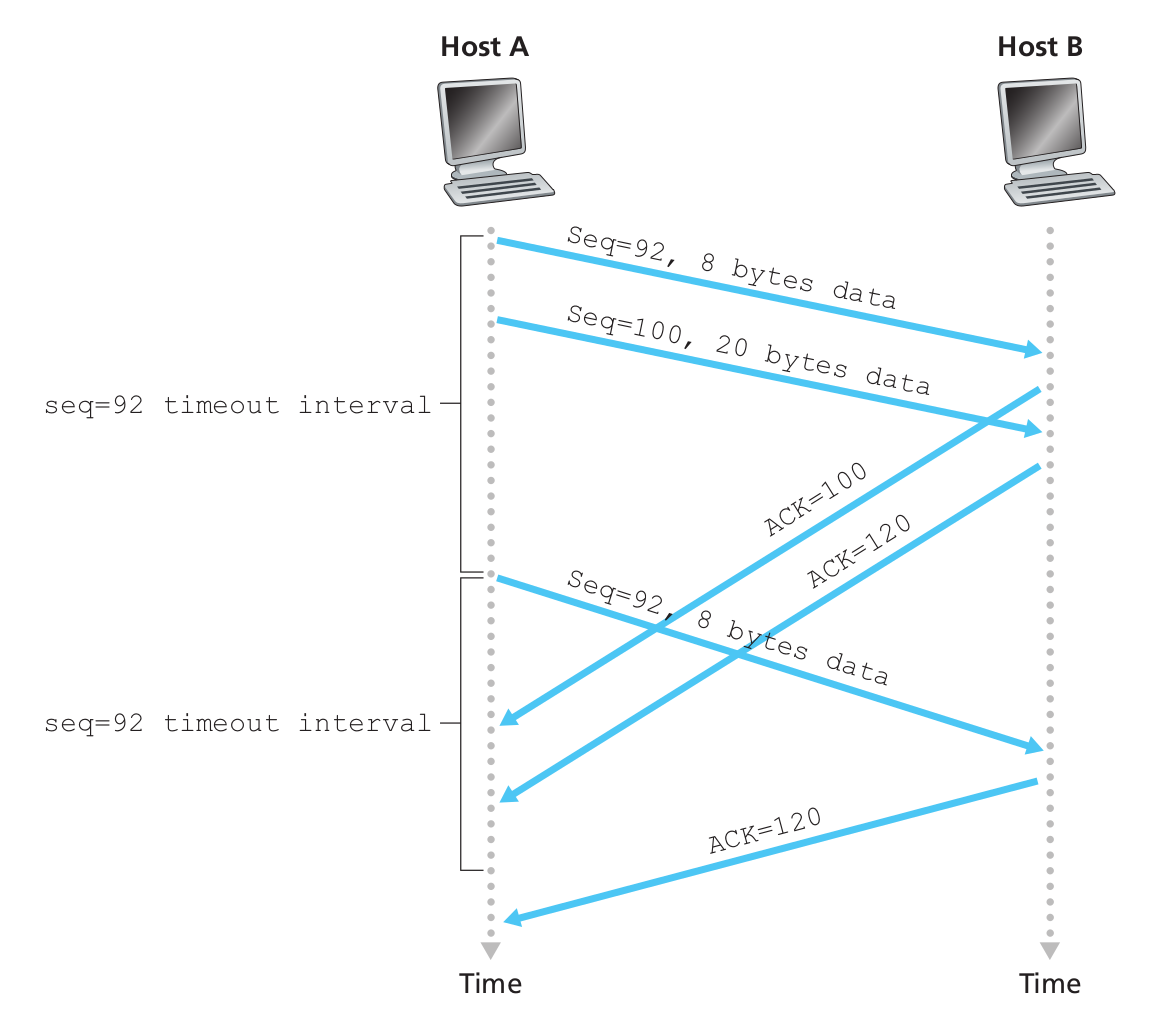 Host A
Host B
Seq=92, 8 bytes data
Seq=100, 20 bytes data
seq=92 timeout interval
ACK=100
ACK=120
Seq=92, 8 bytes data
seq=92 timeout interval
ACK=120
Time
Time